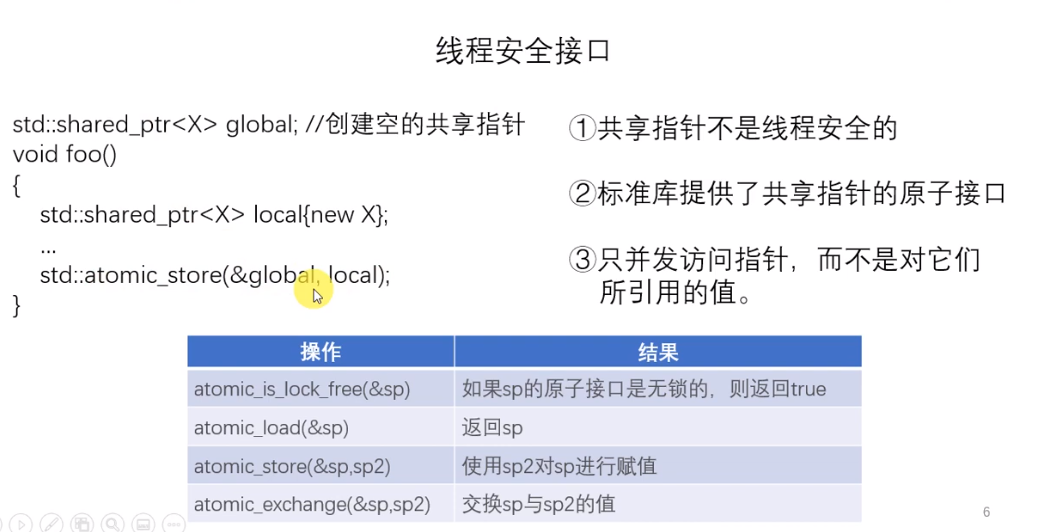 线程安全接口
std::shared_ptr<X> global; //创建空的共享指针
void foo()
{
std::shared_ptr<X> local{new X};
...
std::atomic_store(&global, local);
}
①共享指针不是线程安全的
②标准库提供了共享指针的原子接口
③只并发访问指针，而不是对它们
所引用的值。
操作 结果
atomic_is_lock_free(&sp) 如果sp的原子接口是无锁的，则返回true
atomic_load(&sp) 返回sp
atomic_store(&sp,sp2) 使用sp2对sp进行赋值
atomic_exchange(&sp,sp2) 交换sp与sp2的值
6